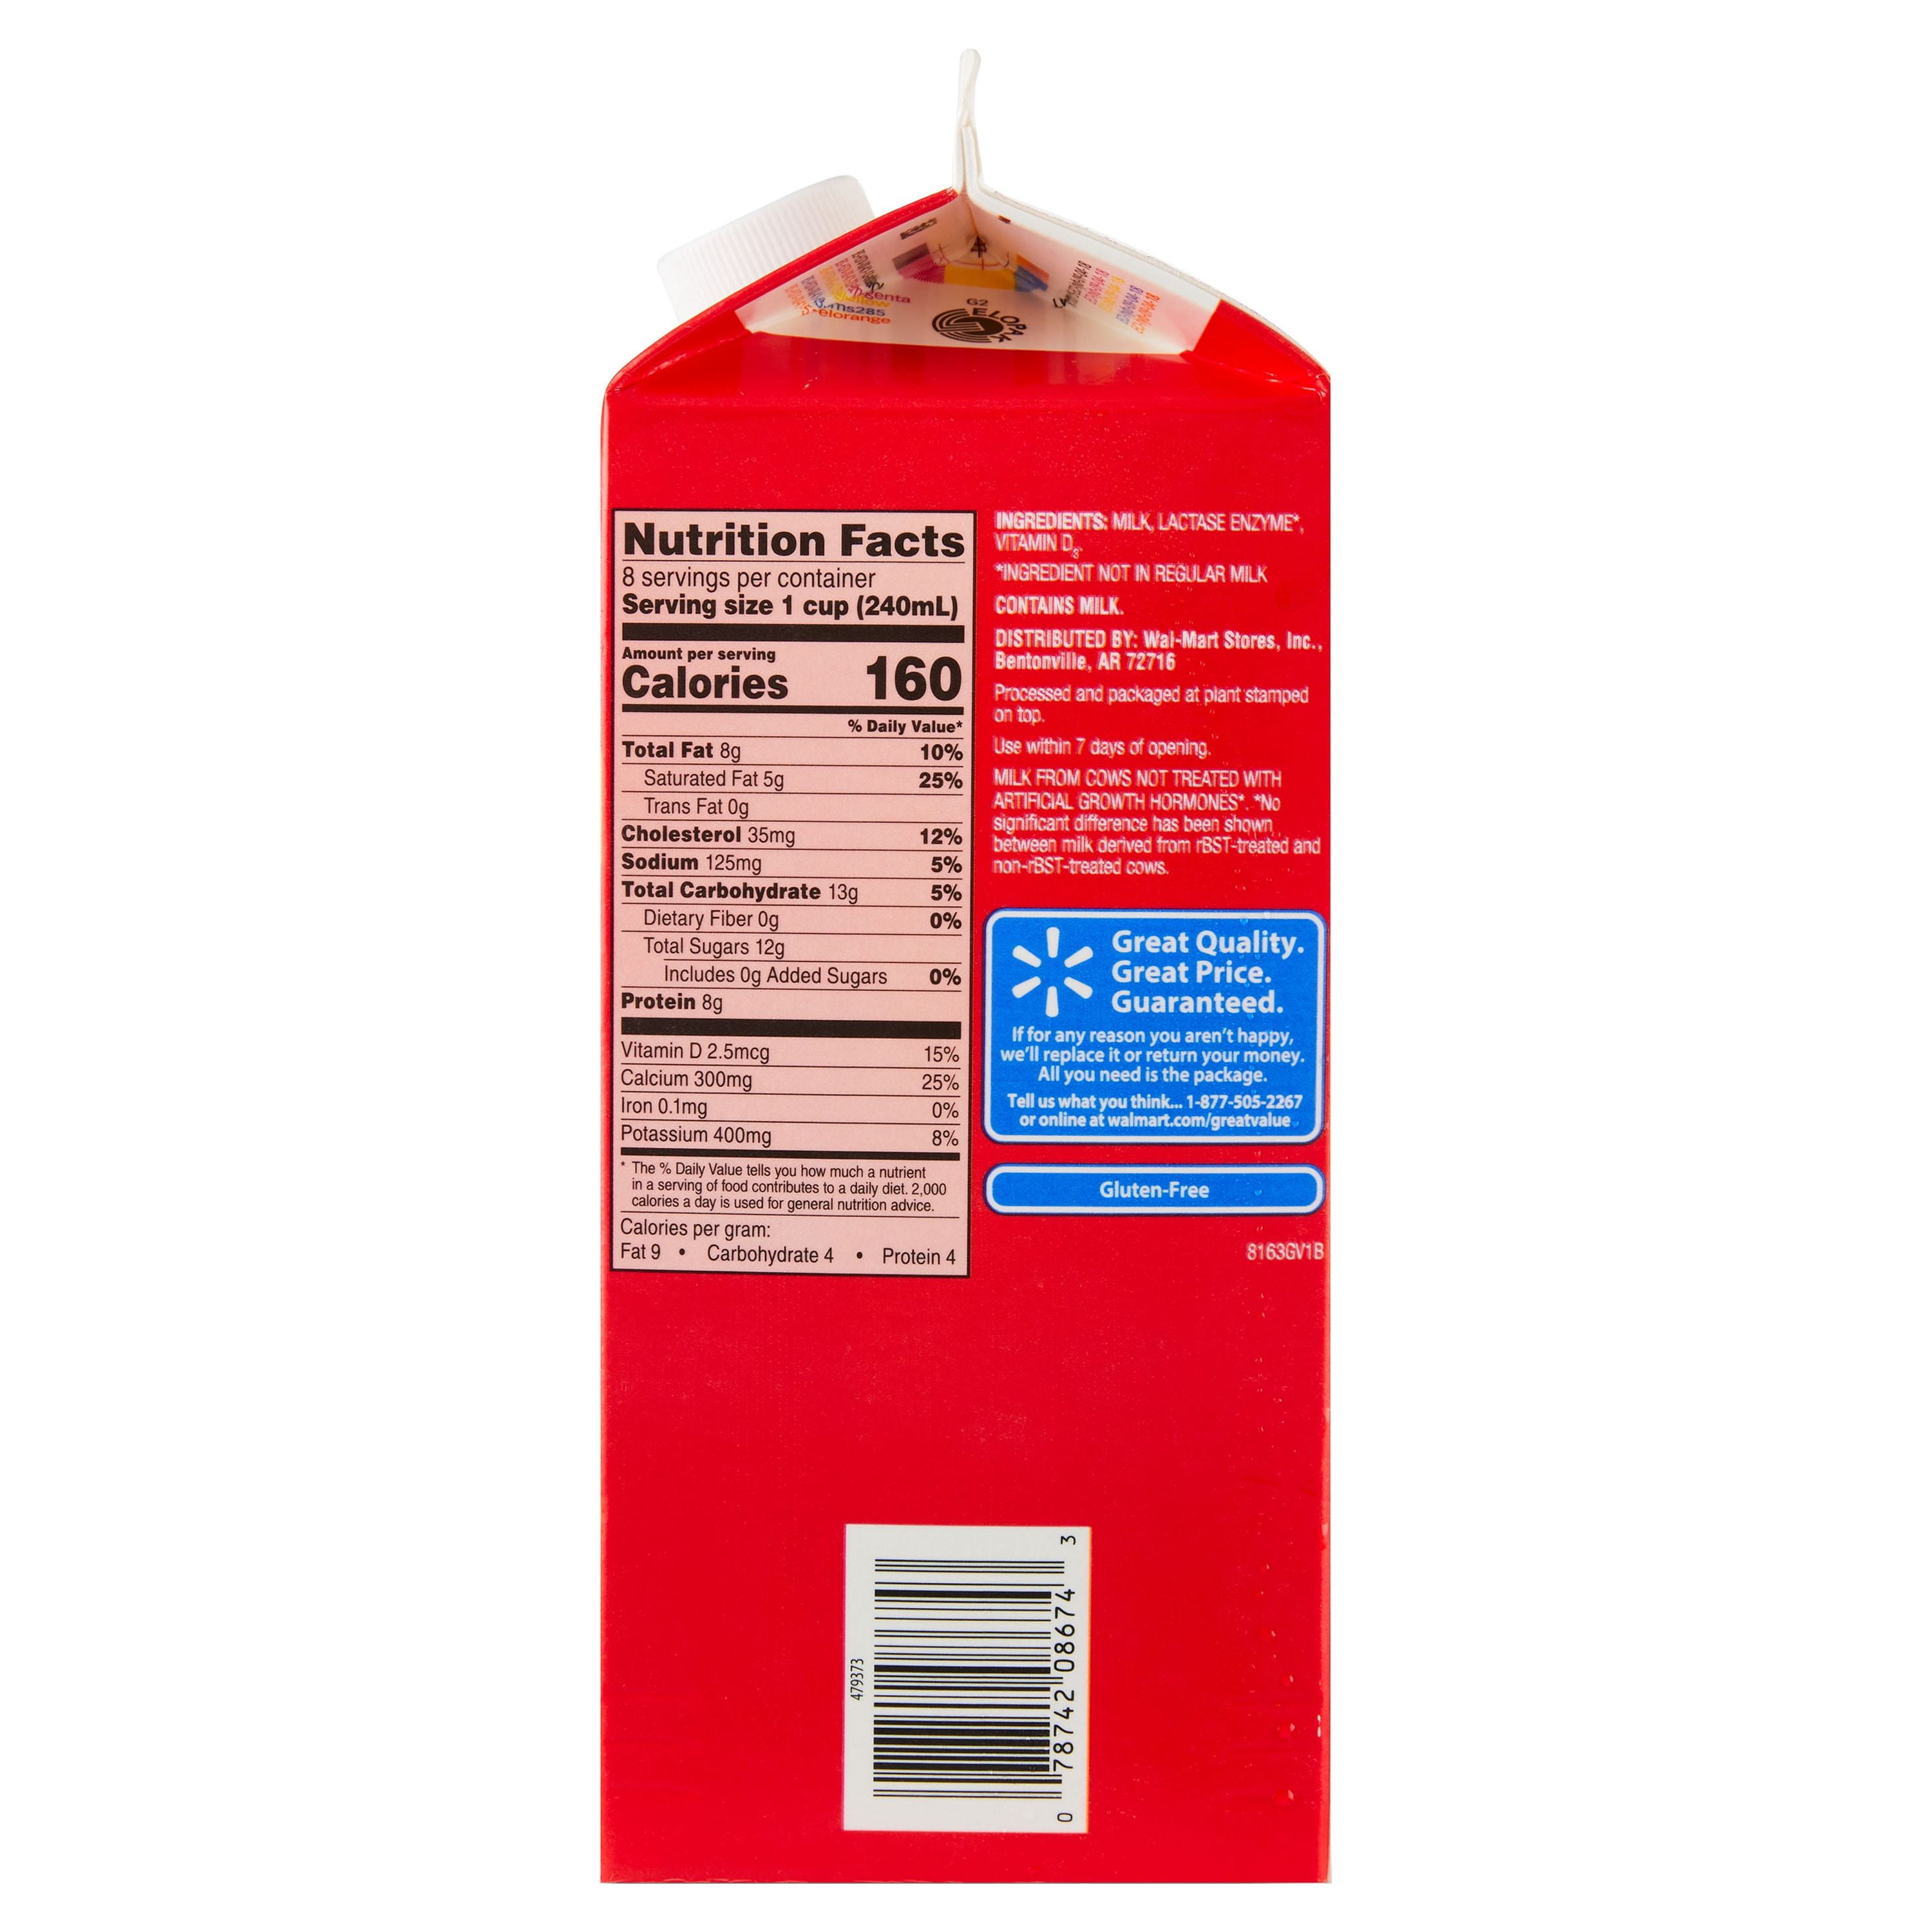 genta
ms285
elorange
G2
ELOPAK
Nutrition Facts
8 servings per container
Serving size 1 cup (240mL)
Amount per serving
Calories 160
% Daily Value*
Total Fat 8g 10%
Saturated Fat 5g 25%
Trans Fat 0g
Cholesterol 35mg 12%
Sodium 125mg 5%
Total Carbohydrate 13g 5%
Dietary Fiber 0g 0%
Total Sugars 12g
Includes 0g Added Sugars 0%
Protein 8g
Vitamin D 2.5mcg 15%
Calcium 300mg 25%
Iron 0.1mg 0%
Potassium 400mg 8%
* The % Daily Value tells you how much a nutrient
in a serving of food contributes to a daily diet. 2,000
calories a day is used for general nutrition advice.
Calories per gram:
Fat 9 • Carbohydrate 4 • Protein 4
INGREDIENTS: MILK, LACTASE ENZYME*,
VITAMIN D3.
*INGREDIENT NOT IN REGULAR MILK
CONTAINS MILK.
DISTRIBUTED BY: Wal-Mart Stores, Inc.,
Bentonville, AR 72716
Processed and packaged at plant stamped
on top.
Use within 7 days of opening.
MILK FROM COWS NOT TREATED WITH
ARTIFICIAL GROWTH HORMONES*. *No
significant difference has been shown
between milk derived from rBST-treated and
non-rBST-treated cows.
Great Quality.
Great Price.
Guaranteed.
If for any reason you aren't happy,
we'll replace it or return your money.
All you need is the package.
Tell us what you think... 1-877-505-2267
or online at walmart.com/greatvalue
Gluten-Free
8163GV1B
479373
0 78742 08674 3